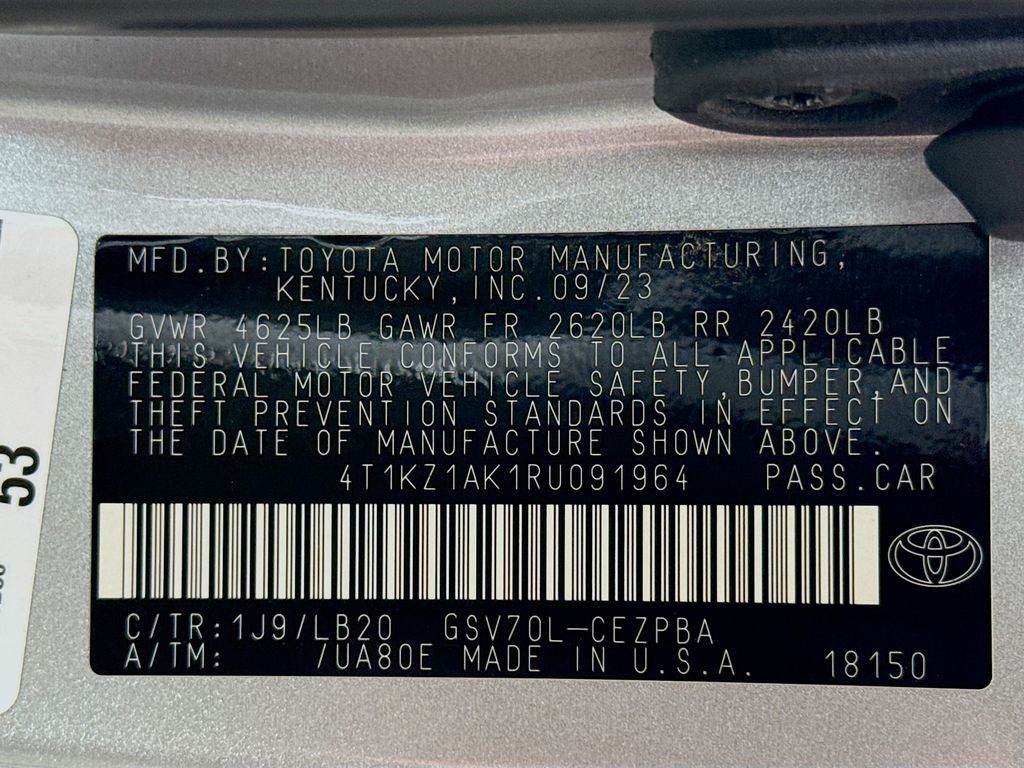 MFD.BY:TOYOTA MOTOR MANUFACTURING,
KENTUCKY,INC.09/23
GVWR 4625LB GAWR FR 2620LB RR 2420LB
THIS VEHICLE CONFORMS TO ALL APPLICABLE
FEDERAL MOTOR VEHICLE SAFETY,BUMPER,AND
THEFT PREVENTION STANDARDS IN EFFECT ON
THE DATE OF MANUFACTURE SHOWN ABOVE.
4T1KZ1AK1RU091964 PASS.CAR
C/TR:1J9/LB20 GSV70L-CEZPBA
A/TM: /UA80E MADE IN U.S.A. 18150
53